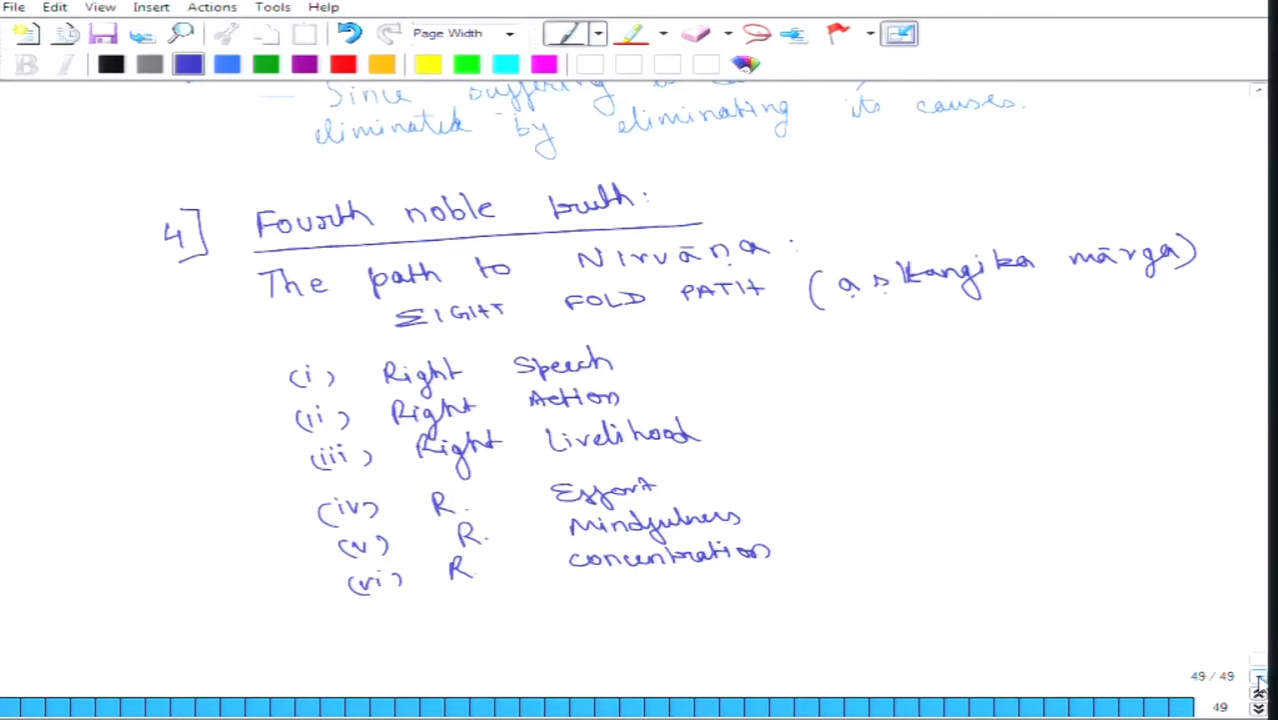 File Edit View Insert Actions Tools Help
Page Width
B I
— Since suffering is
eliminated by eliminating its causes.
4] Fourth noble truth:
The path to Nirvāṇa:
EIGHT FOLD PATH (aṣṭangika mārga)
(i) Right Speech
(ii) Right Action
(iii) Right Livelihood
(iv) R. Effort
(v) R. Mindfulness
(vi) R. concentration
49 / 49
49